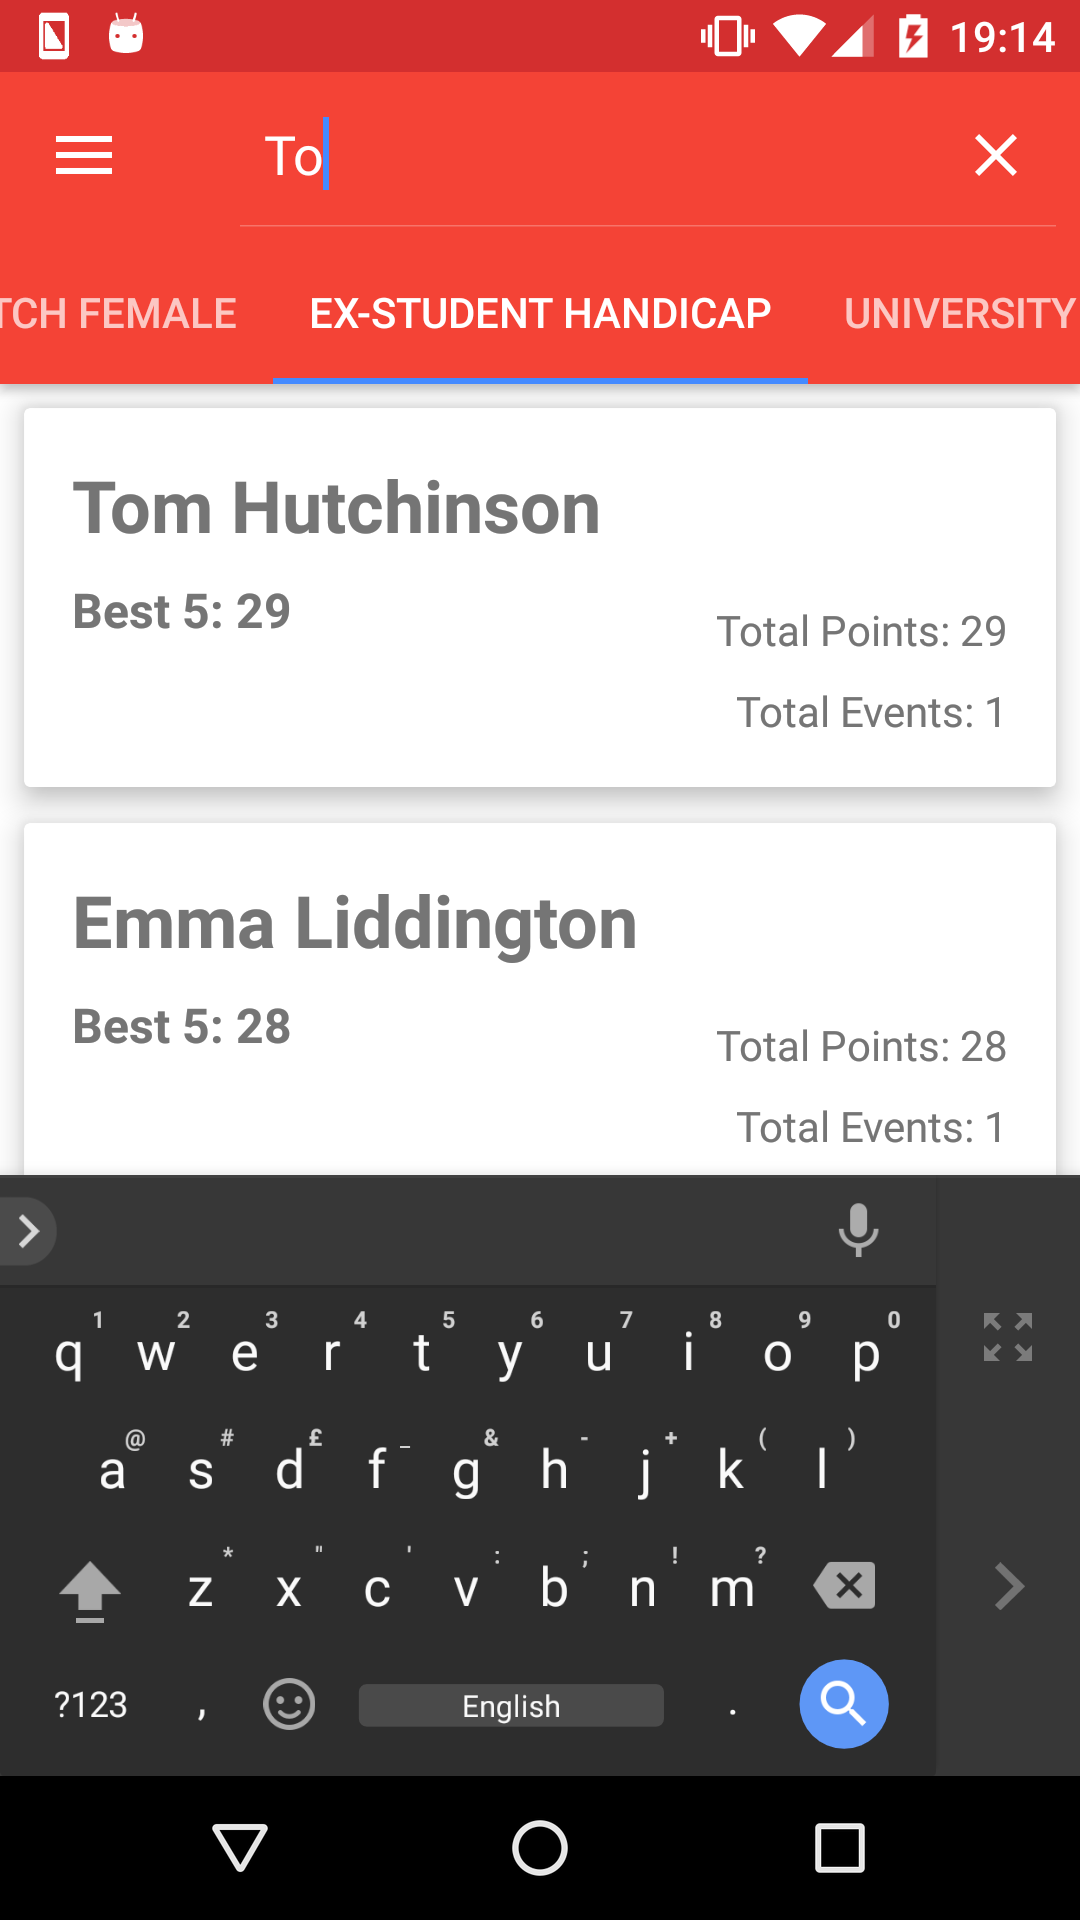 19:14
To
TCH FEMALE EX-STUDENT HANDICAP UNIVERSITY
Tom Hutchinson
Best 5: 29
Total Points: 29
Total Events: 1
Emma Liddington
Best 5: 28
Total Points: 28
Total Events: 1
1 2 3 4 5 6 7 8 9 0
q w e r t y u i o p
@ # £ _ & - + ( )
a s d f g h j k l
* " ' : ; ! ?
z x c v b n m
?123 , English .